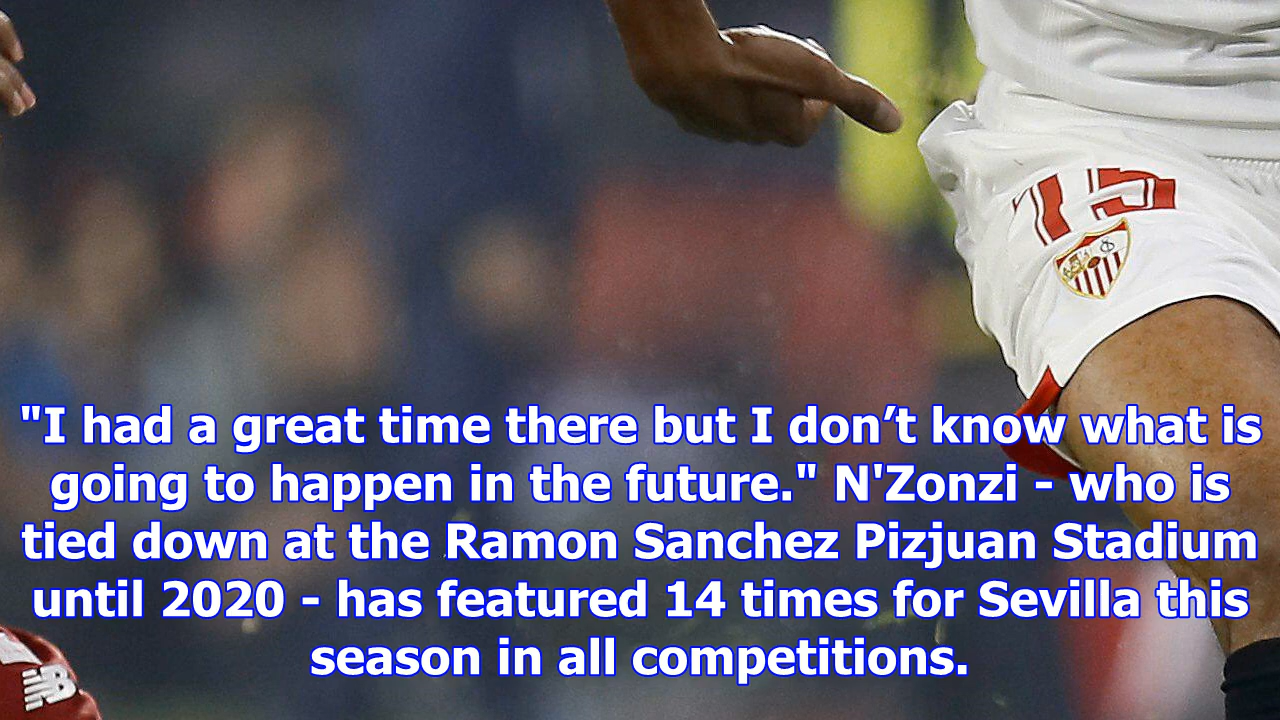 15
"I had a great time there but I don’t know what is
going to happen in the future." N'Zonzi - who is
tied down at the Ramon Sanchez Pizjuan Stadium
until 2020 - has featured 14 times for Sevilla this
season in all competitions.
NB